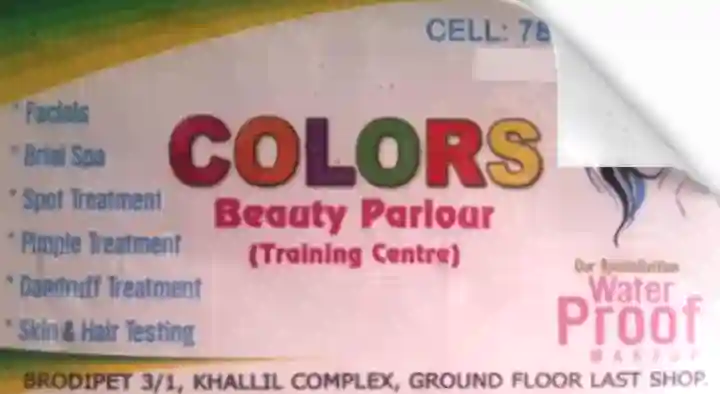 CELL: 78
* Facials
* Brial Spa
* Spot Treatment
* Pimple Treatment
* Dandruff Treatment
* Skin & Hair Testing
COLORS
Beauty Parlour
(Training Centre)
Our Specialization
Water
Proof
MAKEUP
BRODIPET 3/1, KHALLIL COMPLEX, GROUND FLOOR LAST SHOP.